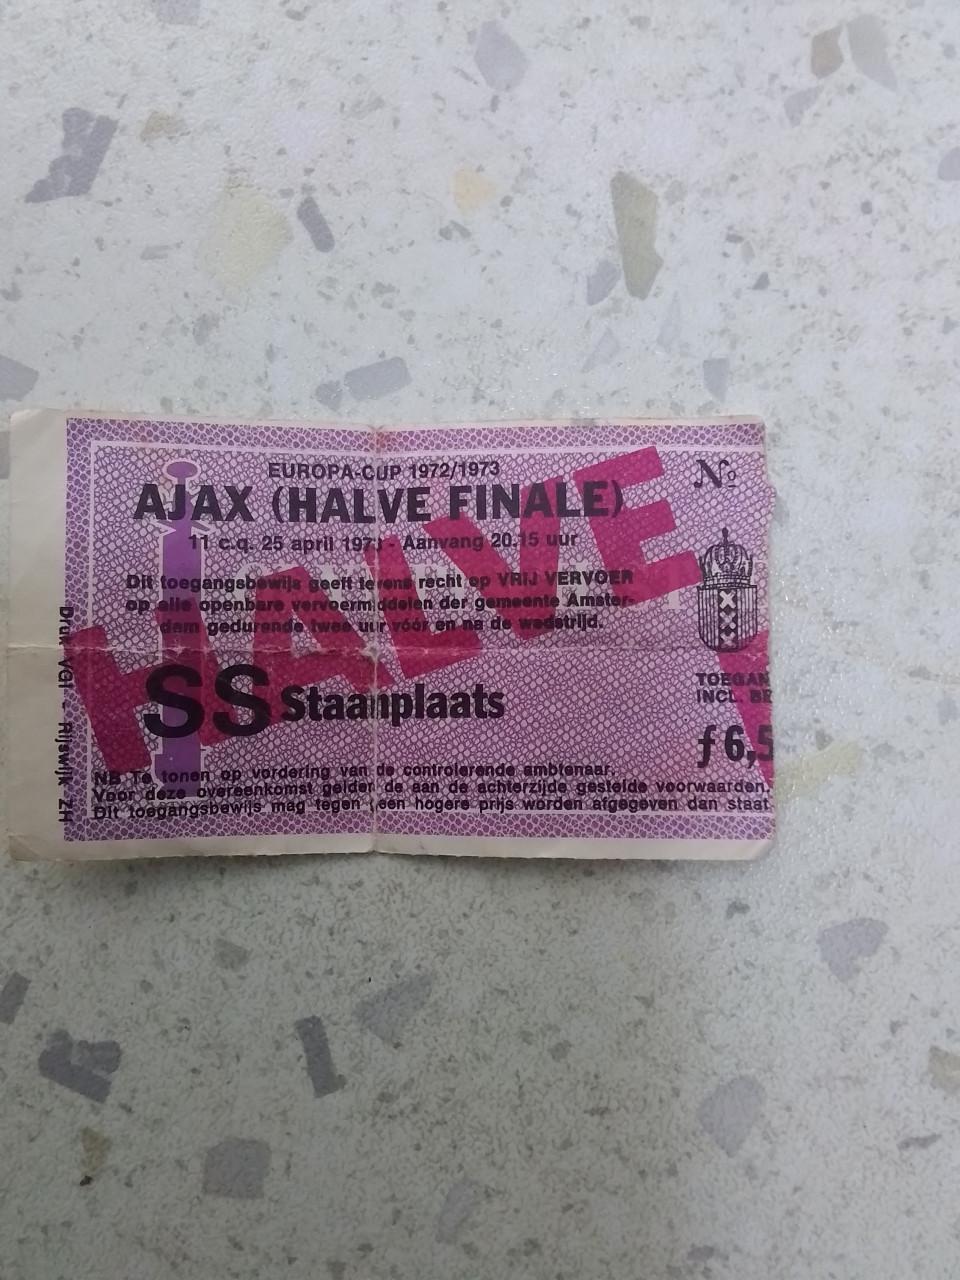 EUROPA-CUP 1972/1973
AJAX (HALVE FINALE)
11 c.q. 25 april 1973 - Aanvang 20.15 uur
Dit toegangsbewijs geeft tevens recht op VRIJ VERVOER
op alle openbare vervoermiddelen der gemeente Amster-
dam gedurende twee uur vóór en na de wedstrijd.
SS Staanplaats
NB Te tonen op vordering van de controlerende ambtenaar.
Voor deze overeenkomst gelden de aan de achterzijde gestelde voorwaarden.
Dit toegangsbewijs mag tegen geen hogere prijs worden afgegeven dan staat
№
XXX
TOEGAN
INCL. BE
ƒ 6,5
HALVE
Druk VCI - Rijswijk ZH